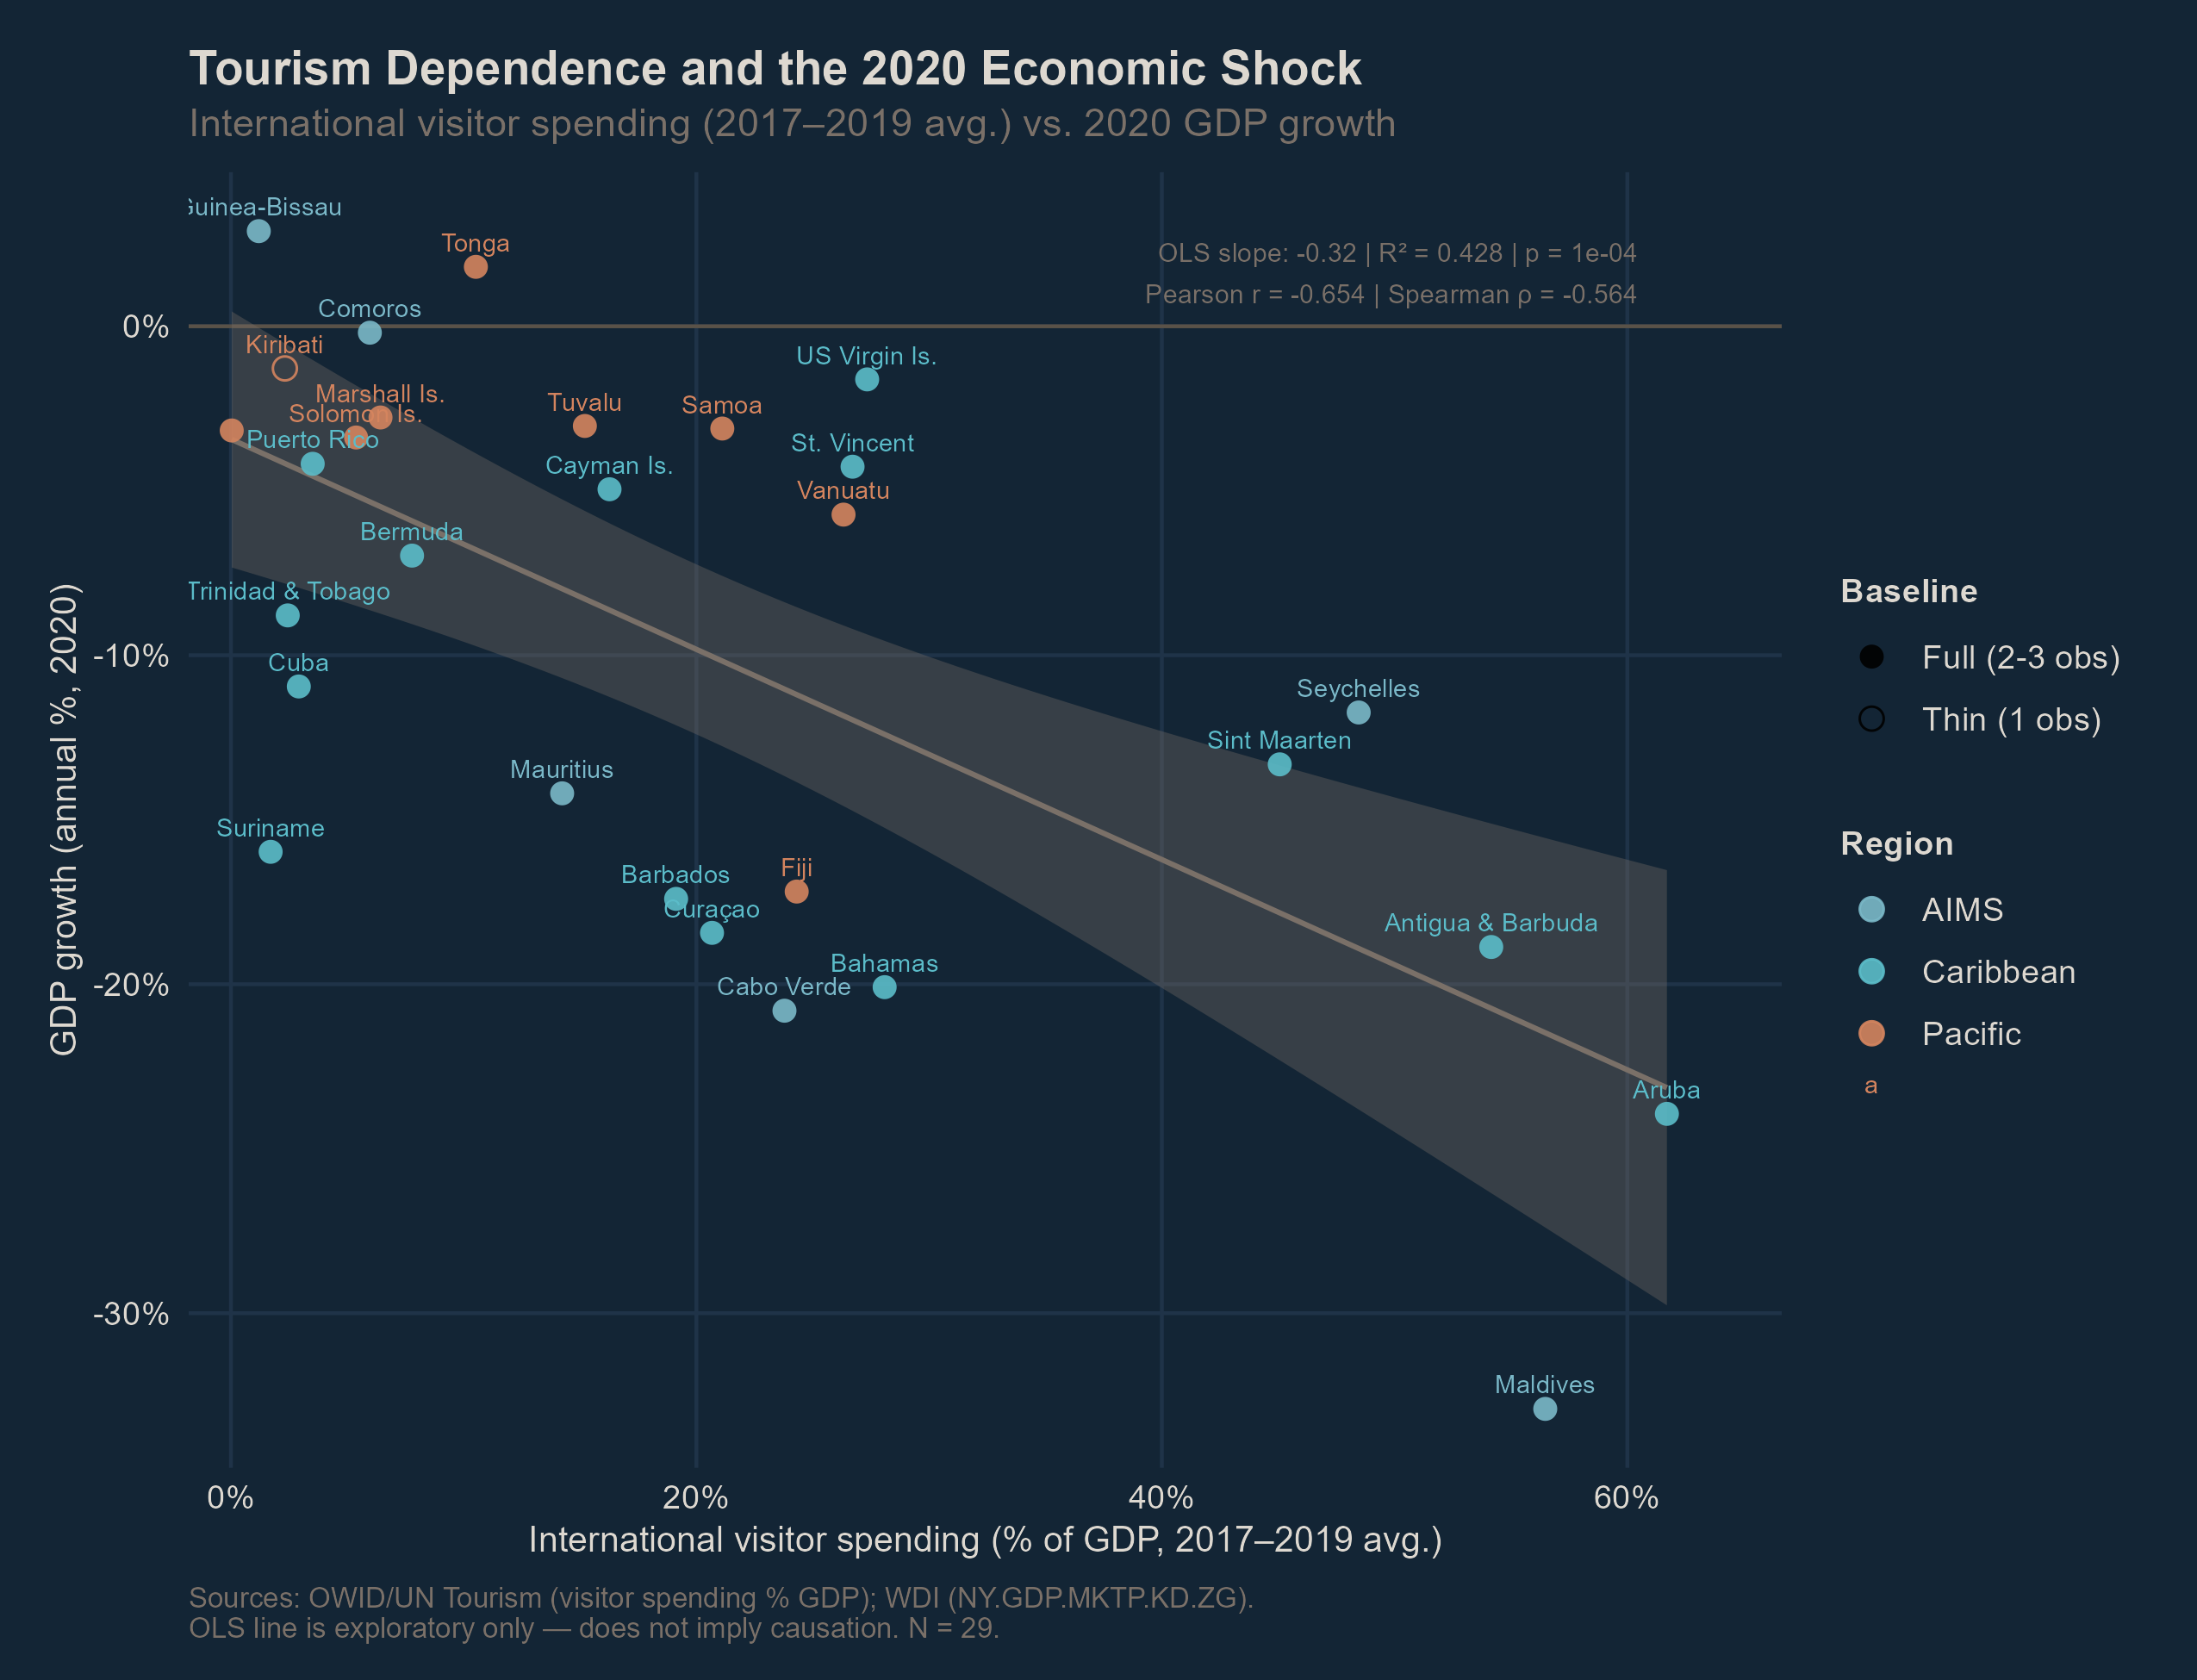 Tourism Dependence and the 2020 Economic Shock
International visitor spending (2017–2019 avg.) vs. 2020 GDP growth
Guinea-Bissau
Tonga
OLS slope: -0.32 | R² = 0.428 | p = 1e-04
Pearson r = -0.654 | Spearman ρ = -0.564
Comoros
0%
Kiribati
US Virgin Is.
Marshall Is.
Solomon Is.
Tuvalu
Samoa
Puerto Rico
St. Vincent
Cayman Is.
Vanuatu
Bermuda
Trinidad & Tobago
-10%
Cuba
Seychelles
Sint Maarten
Mauritius
Suriname
Barbados
Fiji
Curaçao
Antigua & Barbuda
Bahamas
-20%
Cabo Verde
Aruba
-30%
Maldives
GDP growth (annual %, 2020)
0%
20%
40%
60%
International visitor spending (% of GDP, 2017–2019 avg.)
Baseline
Full (2-3 obs)
Thin (1 obs)
Region
AIMS
Caribbean
Pacific
a
Sources: OWID/UN Tourism (visitor spending % GDP); WDI (NY.GDP.MKTP.KD.ZG).
OLS line is exploratory only — does not imply causation. N = 29.